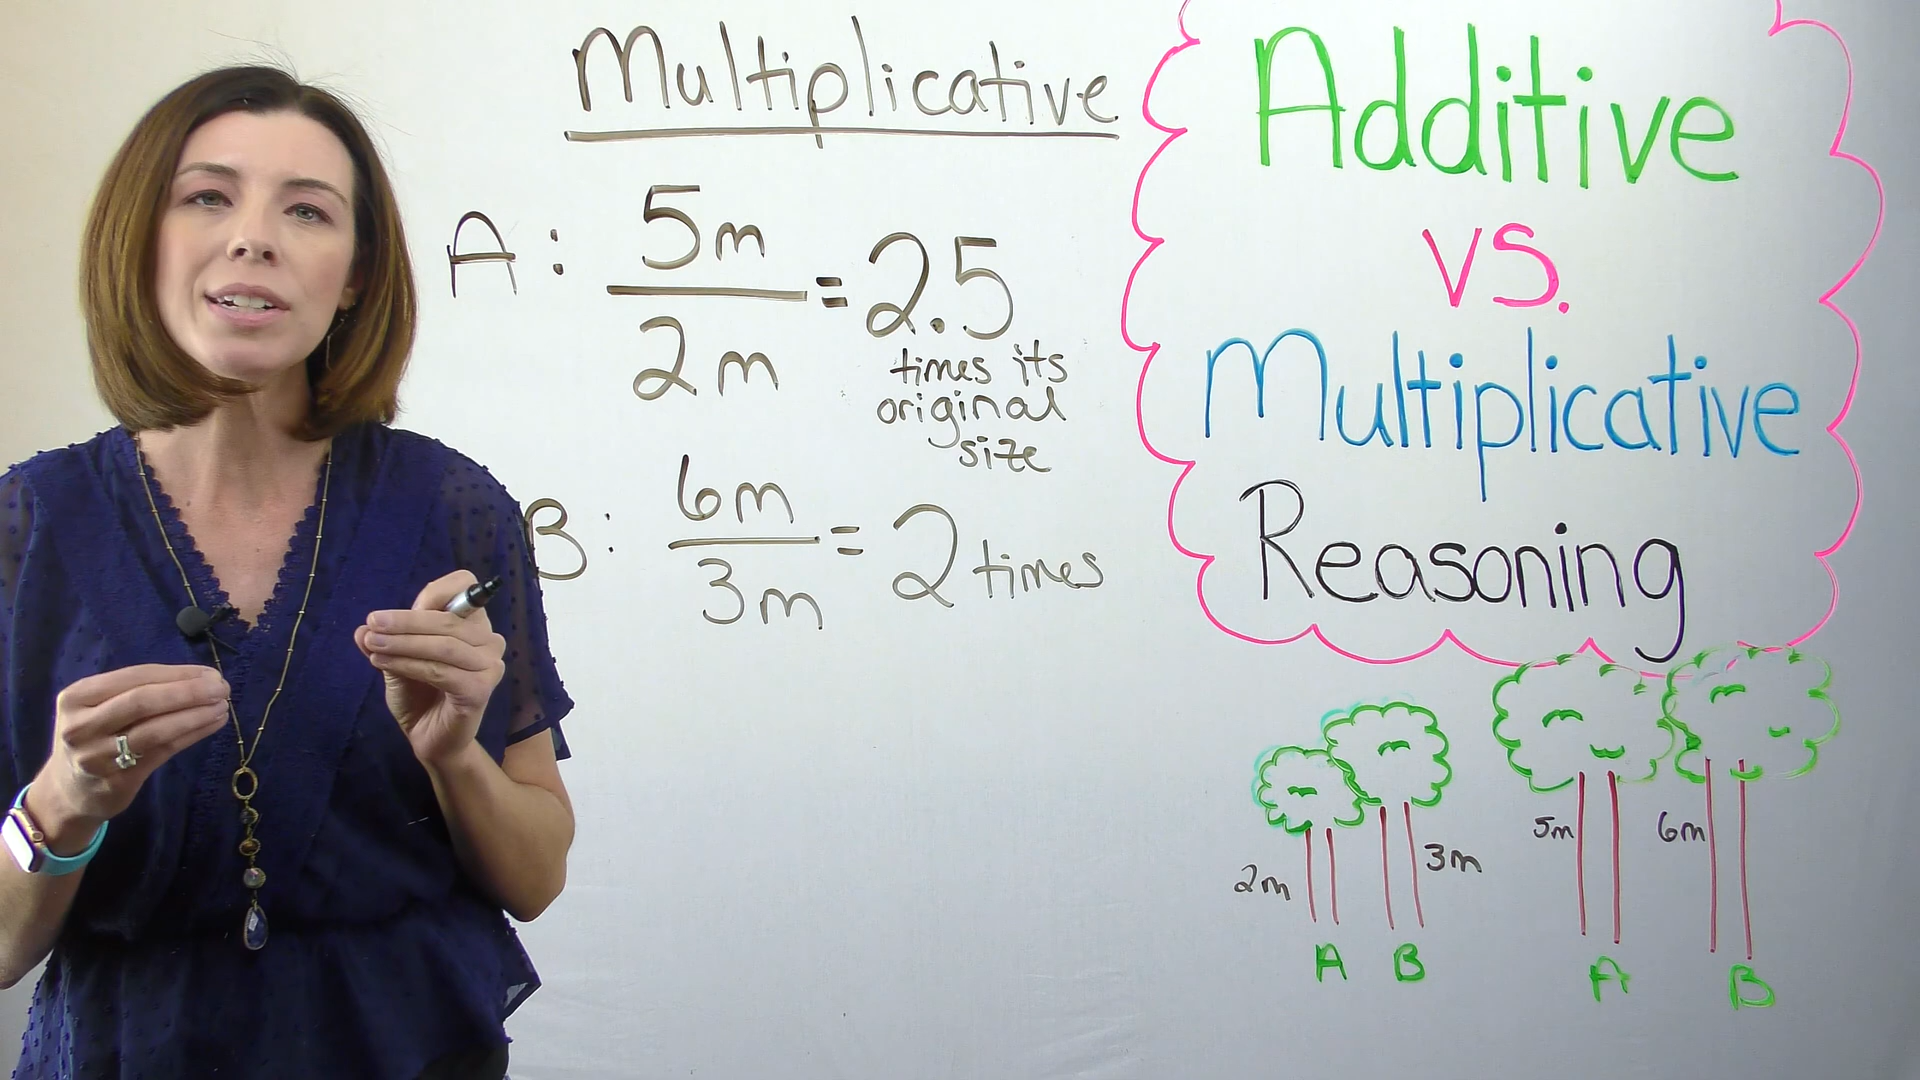 Multiplicative
A: 5m
2m
= 2.5
times its
original
size
B: 6m
3m
= 2 times
Additive
vs.
Multiplicative
Reasoning
2m
3m
5m
6m
A B
A B